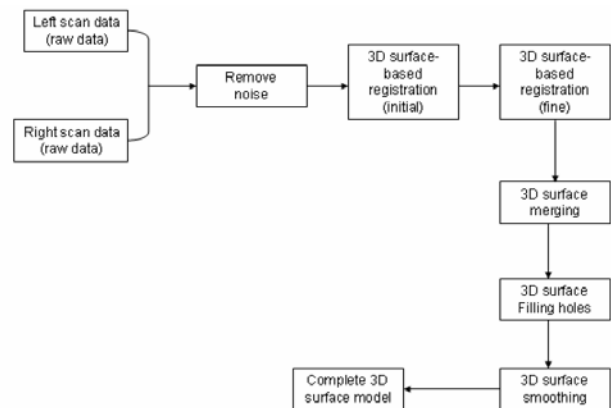 Left scan data
(raw data)
Right scan data
(raw data)
Remove
noise
3D surface-
based
registration
(initial)
3D surface-
based
registration
(fine)
3D surface
merging
3D surface
Filling holes
3D surface
smoothing
Complete 3D
surface model